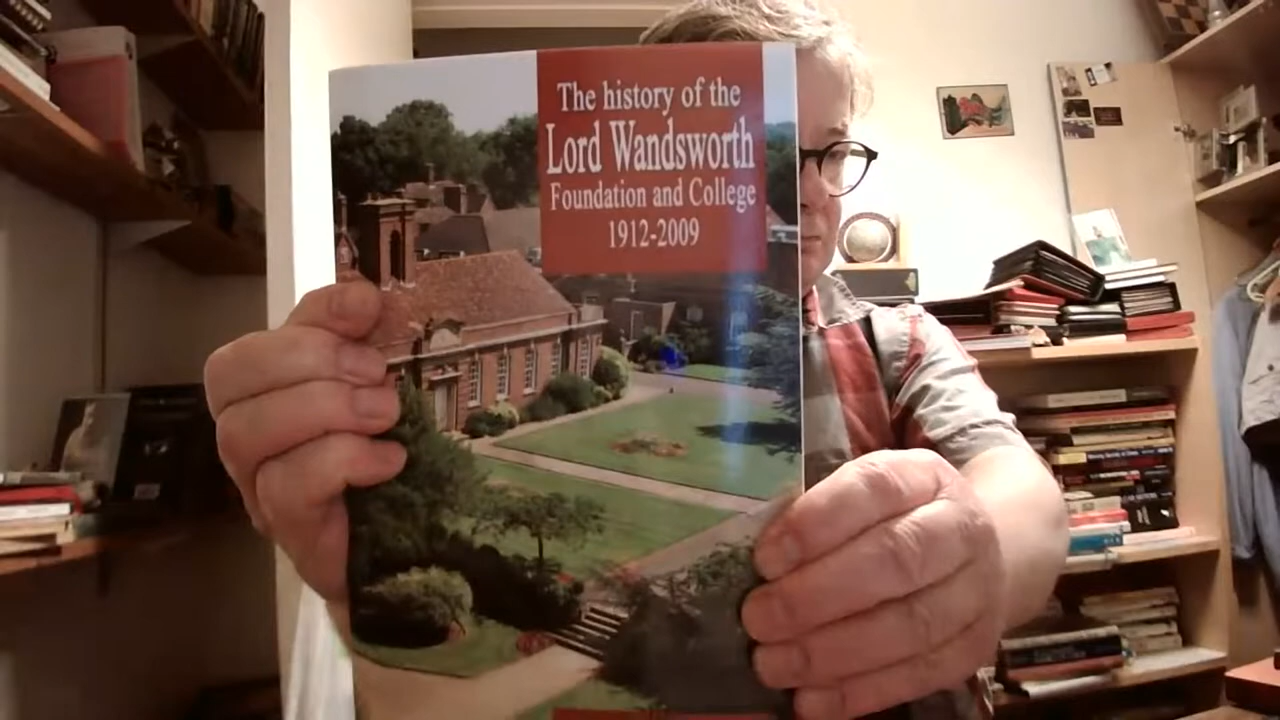 The history of the
Lord Wandsworth
Foundation and College
1912-2009